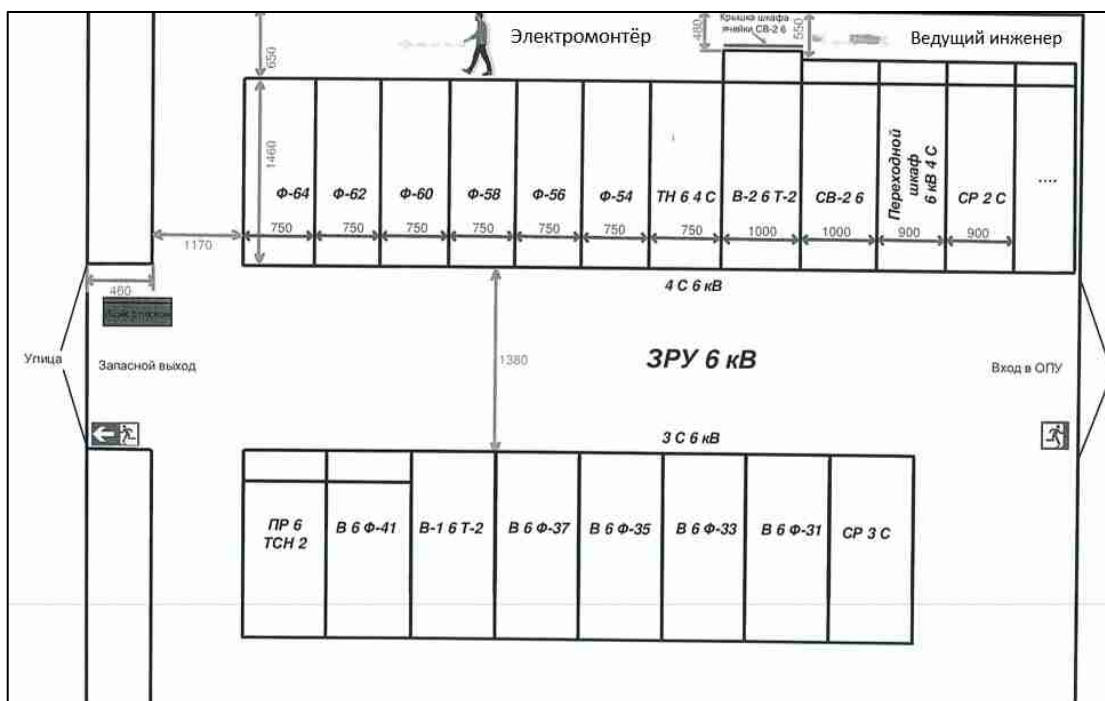 Крышка шкафа
ячейки СВ-2 6
480
550
Электромонтёр
Ведущий инженер
650
1460
Ф-64
Ф-62
Ф-60
Ф-58
Ф-56
Ф-54
ТН 6 4 С
В-2 6 Т-2
СВ-2 6
Переходной
шкаф
6 кВ 4 С
СР 2 С
....
750
750
750
750
750
750
750
1000
1000
900
900
1170
460
4 С 6 кВ
Улица
Запасной выход
1380
ЗРУ 6 кВ
Вход в ОПУ
3 С 6 кВ
ПР 6
ТСН 2
В 6 Ф-41
В-1 6 Т-2
В 6 Ф-37
В 6 Ф-35
В 6 Ф-33
В 6 Ф-31
СР 3 С